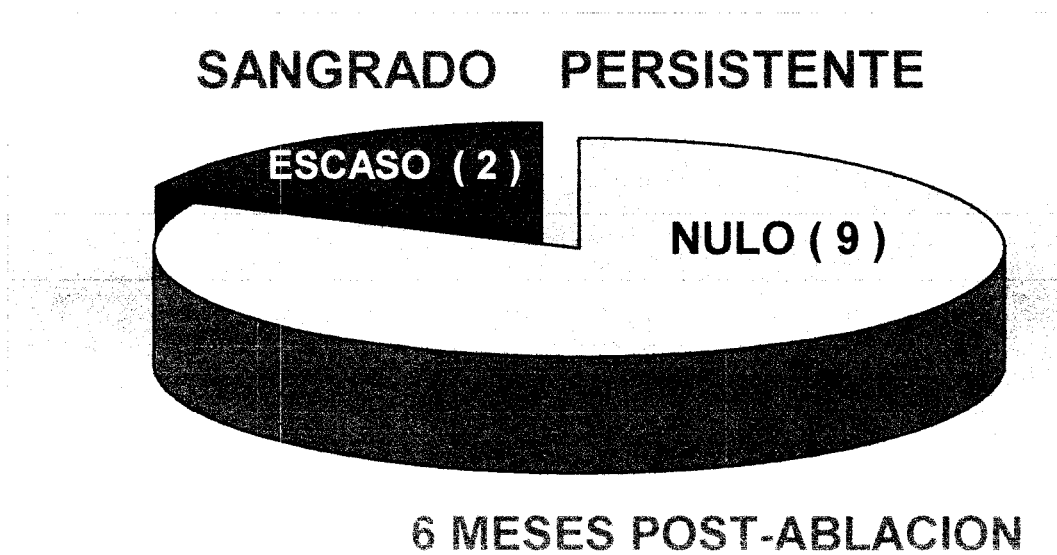 SANGRADO PERSISTENTE
ESCASO ( 2 )
NULO ( 9 )
6 MESES POST-ABLACION